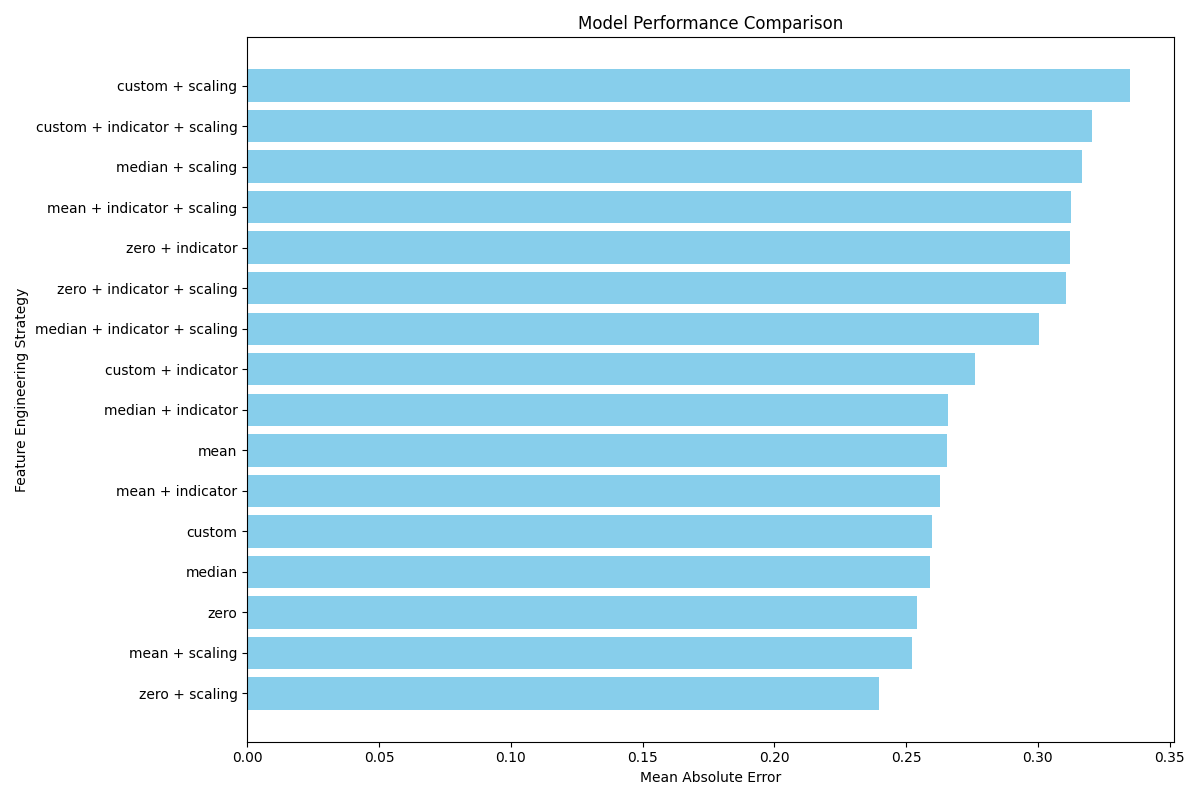 Model Performance Comparison
Feature Engineering Strategy
custom + scaling
custom + indicator + scaling
median + scaling
mean + indicator + scaling
zero + indicator
zero + indicator + scaling
median + indicator + scaling
custom + indicator
median + indicator
mean
mean + indicator
custom
median
zero
mean + scaling
zero + scaling
0.00 0.05 0.10 0.15 0.20 0.25 0.30 0.35
Mean Absolute Error